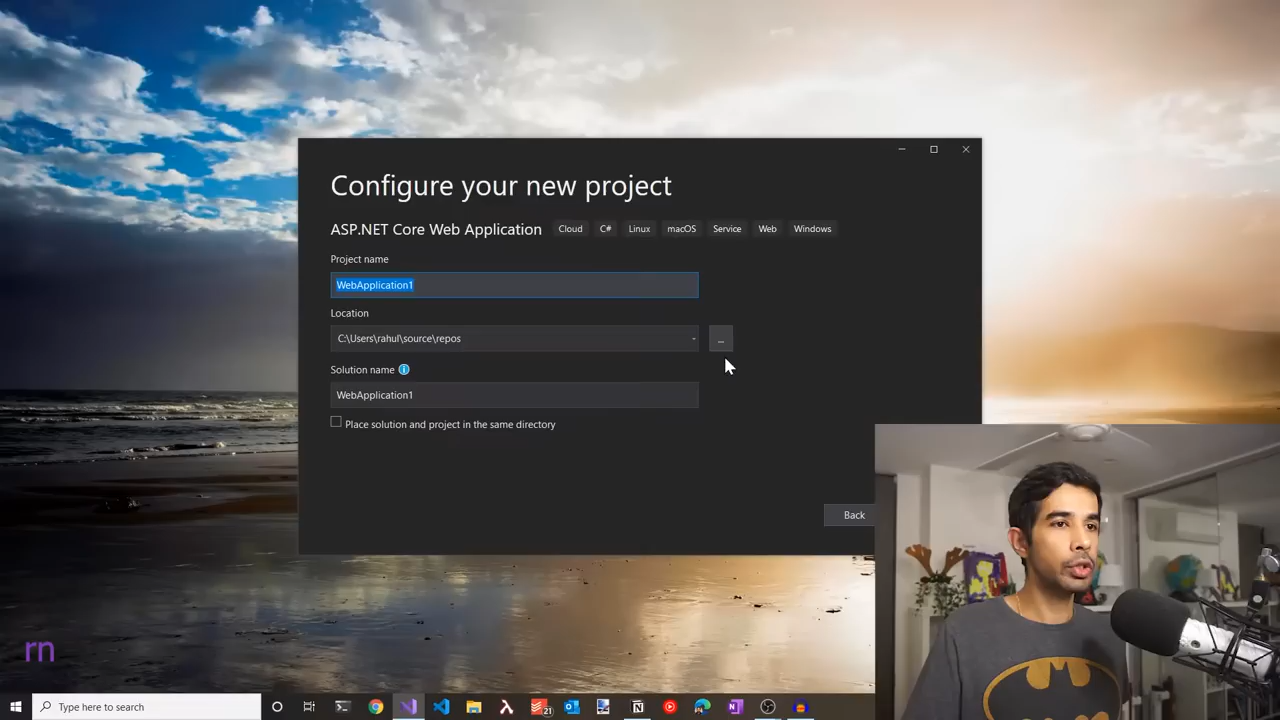 Configure your new project
ASP.NET Core Web Application Cloud C# Linux macOS Service Web Windows
Project name
WebApplication1
Location
C:\Users\rahul\source\repos
...
Solution name
WebApplication1
Place solution and project in the same directory
Back
rn
Type here to search
21